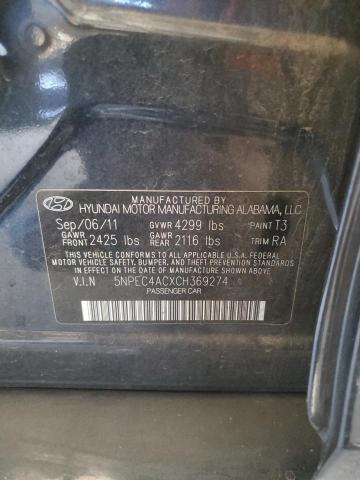 MANUFACTURED BY
HYUNDAI MOTOR MANUFACTURING ALABAMA, LLC
Sep/06/11 GVWR 4299 lbs PAINT T3
GAWR FRONT 2425 lbs GAWR REAR 2116 lbs TRIM RA
THIS VEHICLE CONFORMS TO ALL APPLICABLE FEDERAL
MOTOR VEHICLE SAFETY, BUMPER, AND THEFT PREVENTION
STANDARDS IN EFFECT ON THE DATE OF MANUFACTURE SHOWN ABOVE.
V.I.N 5NPEC4ACXCH369274
PASSENGER CAR